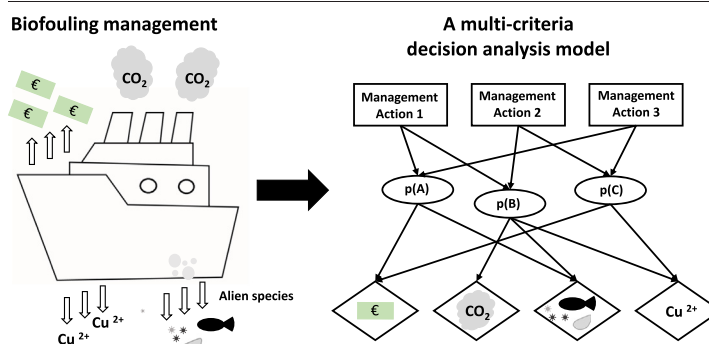 Biofouling management
CO2
CO2
€
€
€
Alien species
Cu 2+
Cu 2+
A multi-criteria
decision analysis model
Management
Action 1
Management
Action 2
Management
Action 3
p(A)
p(B)
p(C)
€
CO2
Cu 2+